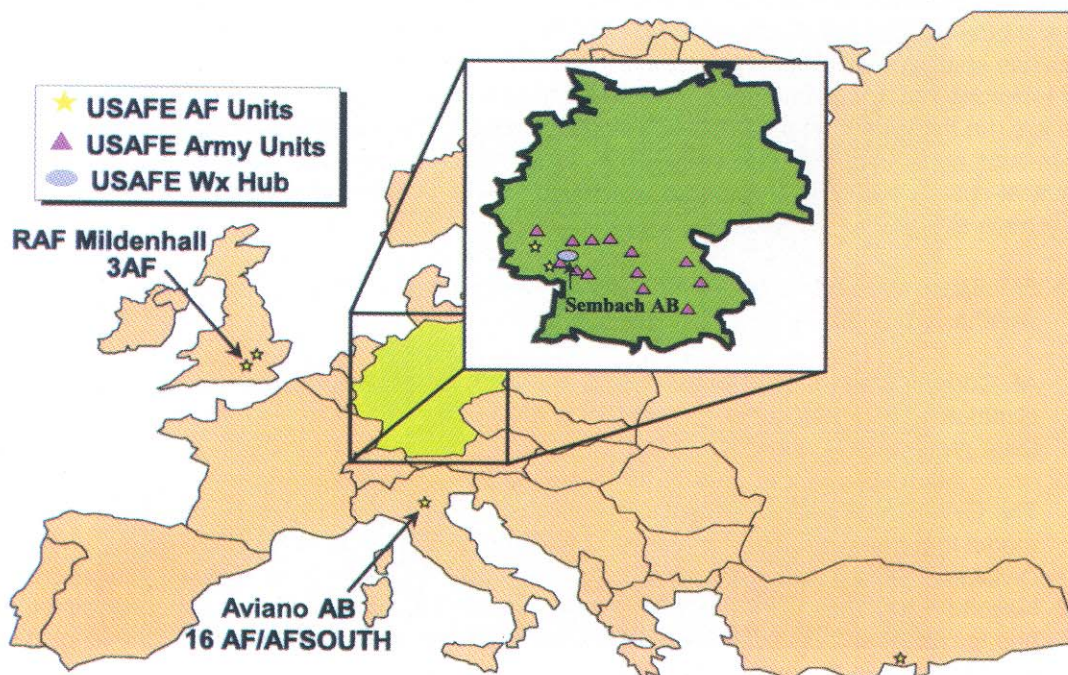 USAFE AF Units
USAFE Army Units
USAFE Wx Hub
RAF Mildenhall
3AF
Sembach AB
Aviano AB
16 AF/AFSOUTH